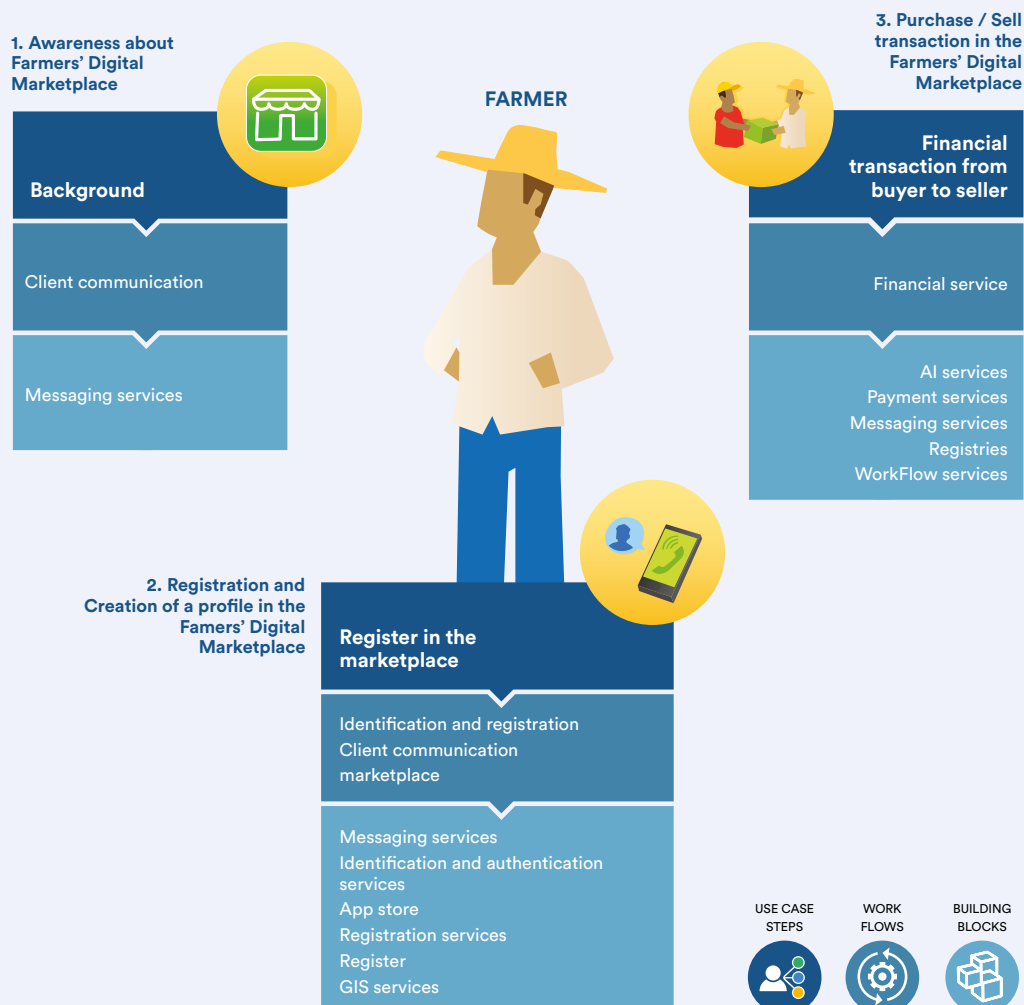 1. Awareness about
Farmers' Digital
Marketplace
Background
Client communication
Messaging services
FARMER
3. Purchase / Sell
transaction in the
Farmers' Digital
Marketplace
Financial
transaction from
buyer to seller
Financial service
AI services
Payment services
Messaging services
Registries
WorkFlow services
2. Registration and
Creation of a profile in the
Famers' Digital
Marketplace
Register in the
marketplace
Identification and registration
Client communication
marketplace
Messaging services
Identification and authentication
services
App store
Registration services
Register
GIS services
USE CASE
STEPS
WORK
FLOWS
BUILDING
BLOCKS